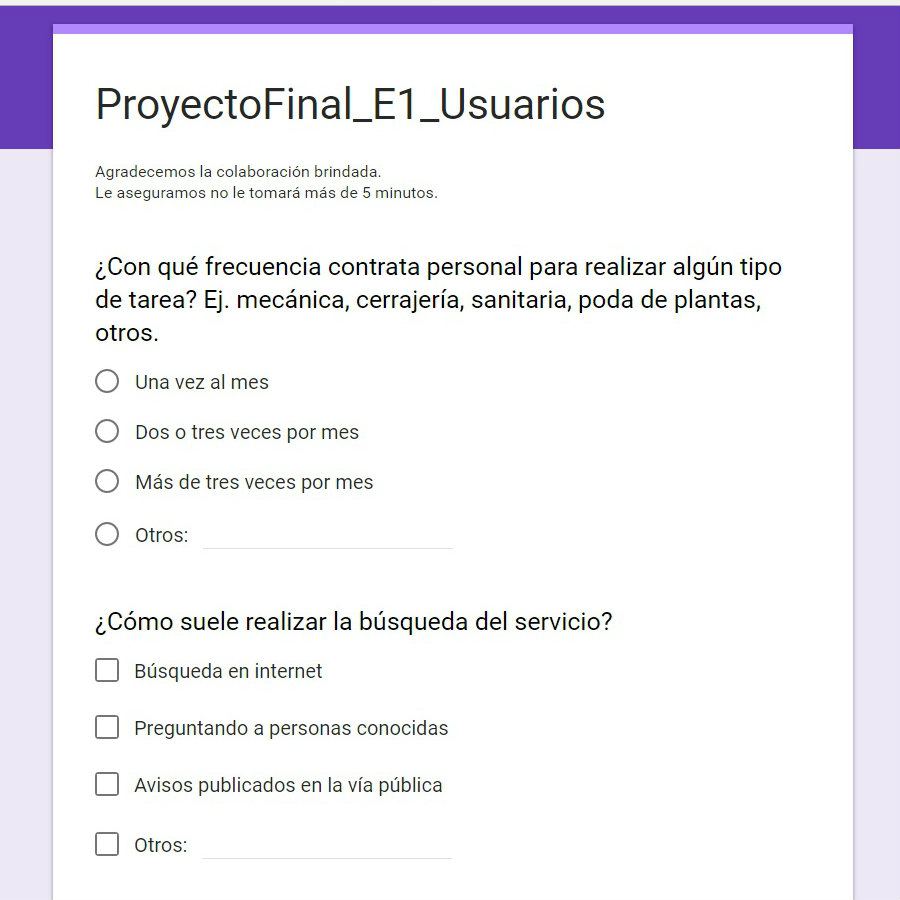 ProyectoFinal_E1_Usuarios
Agradecemos la colaboración brindada.
Le aseguramos no le tomará más de 5 minutos.
¿Con qué frecuencia contrata personal para realizar algún tipo
de tarea? Ej. mecánica, cerrajería, sanitaria, poda de plantas,
otros.
Una vez al mes
Dos o tres veces por mes
Más de tres veces por mes
Otros:
¿Cómo suele realizar la búsqueda del servicio?
Búsqueda en internet
Preguntando a personas conocidas
Avisos publicados en la vía pública
Otros: